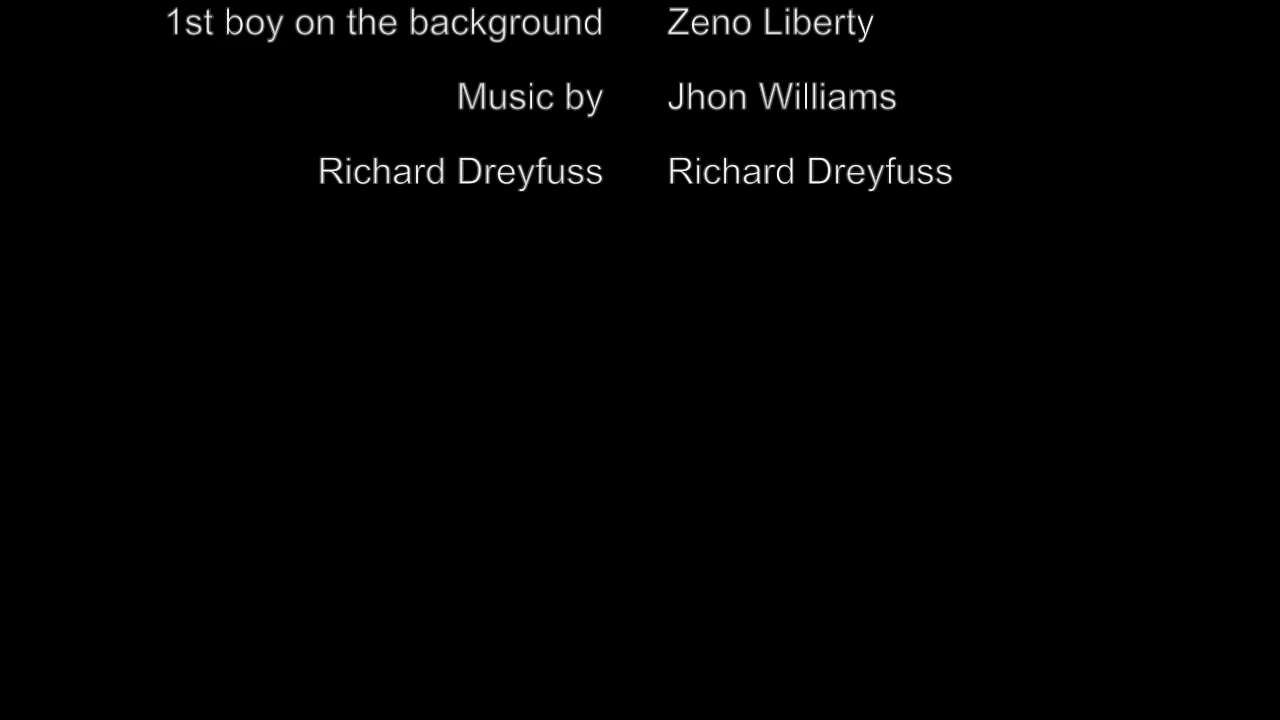 1st boy on the background Zeno Liberty
Music by Jhon Williams
Richard Dreyfuss Richard Dreyfuss